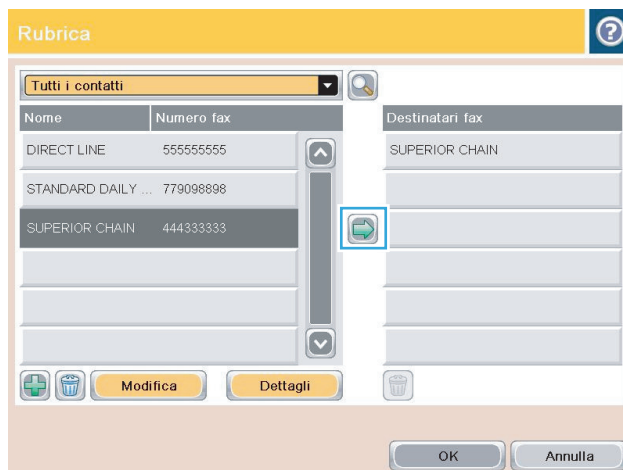 Rubrica
Tutti i contatti
Nome Numero fax Destinatari fax
DIRECT LINE 555555555 SUPERIOR CHAIN
STANDARD DAILY ... 779098898
SUPERIOR CHAIN 444333333
Modifica Dettagli
OK Annulla